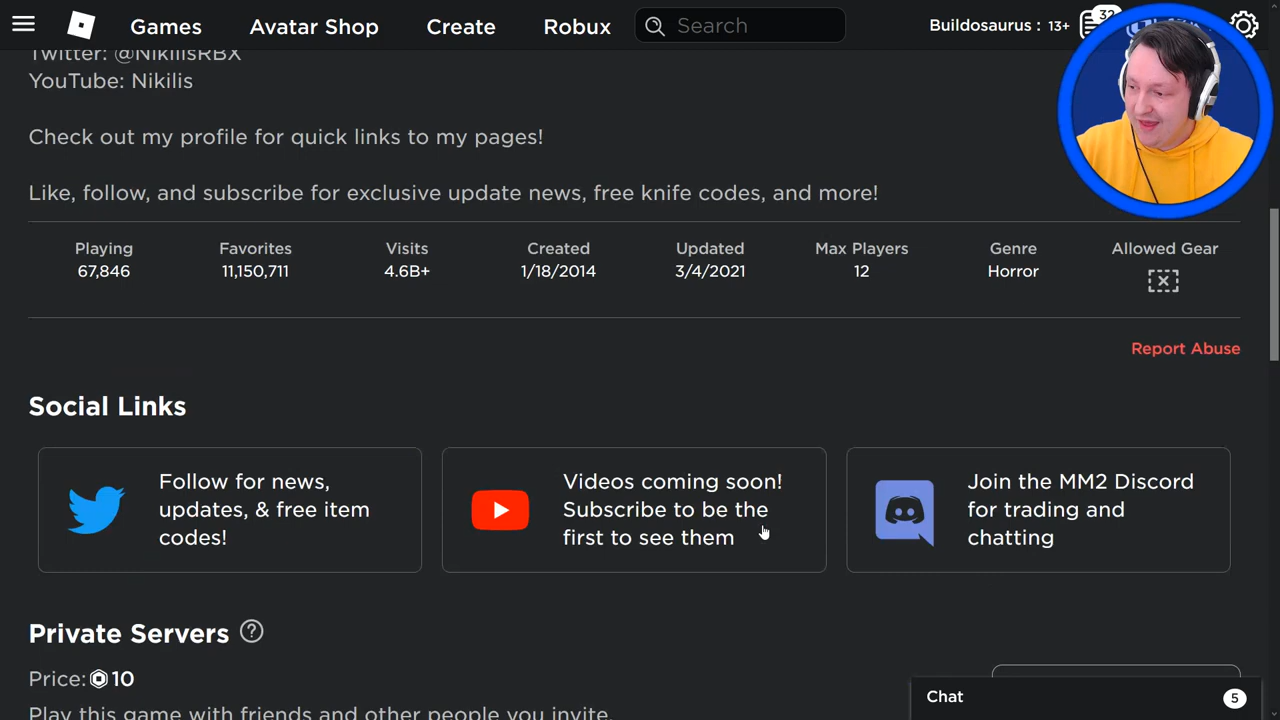 Games
Avatar Shop
Create
Robux
Search
Buildosaurus : 13+
32
Twitter: @NikilisRBX
YouTube: Nikilis
Check out my profile for quick links to my pages!
Like, follow, and subscribe for exclusive update news, free knife codes, and more!
Playing Favorites Visits Created Updated Max Players Genre Allowed Gear
67,846 11,150,711 4.6B+ 1/18/2014 3/4/2021 12 Horror
Report Abuse
Social Links
Follow for news,
updates, & free item
codes!
Videos coming soon!
Subscribe to be the
first to see them
Join the MM2 Discord
for trading and
chatting
Private Servers
Price: 10
Play this game with friends and other people you invite.
Chat 5